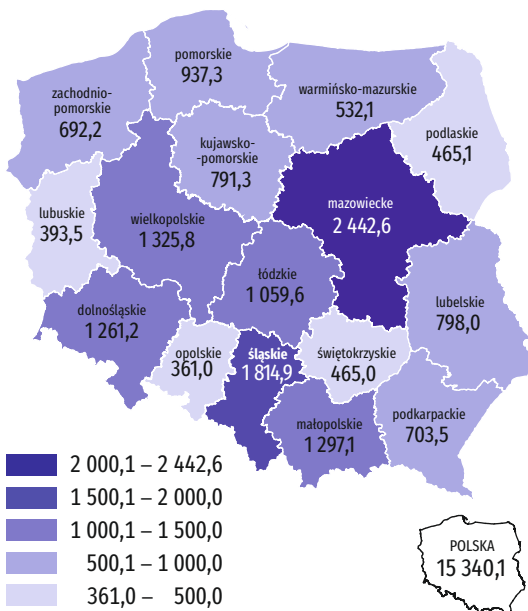 pomorskie
937,3
zachodnio-
pomorskie
692,2
warmińsko-mazurskie
532,1
podlaskie
465,1
kujawsko-
-pomorskie
791,3
mazowiecke
2 442,6
lubuskie
393,5
wielkopolskie
1 325,8
łódzkie
1 059,6
lubelskie
798,0
dolnośląskie
1 261,2
opolskie
361,0
śląskie
1 814,9
świętokrzyskie
465,0
małopolskie
1 297,1
podkarpackie
703,5
2 000,1 – 2 442,6
1 500,1 – 2 000,0
1 000,1 – 1 500,0
500,1 – 1 000,0
361,0 – 500,0
POLSKA
15 340,1